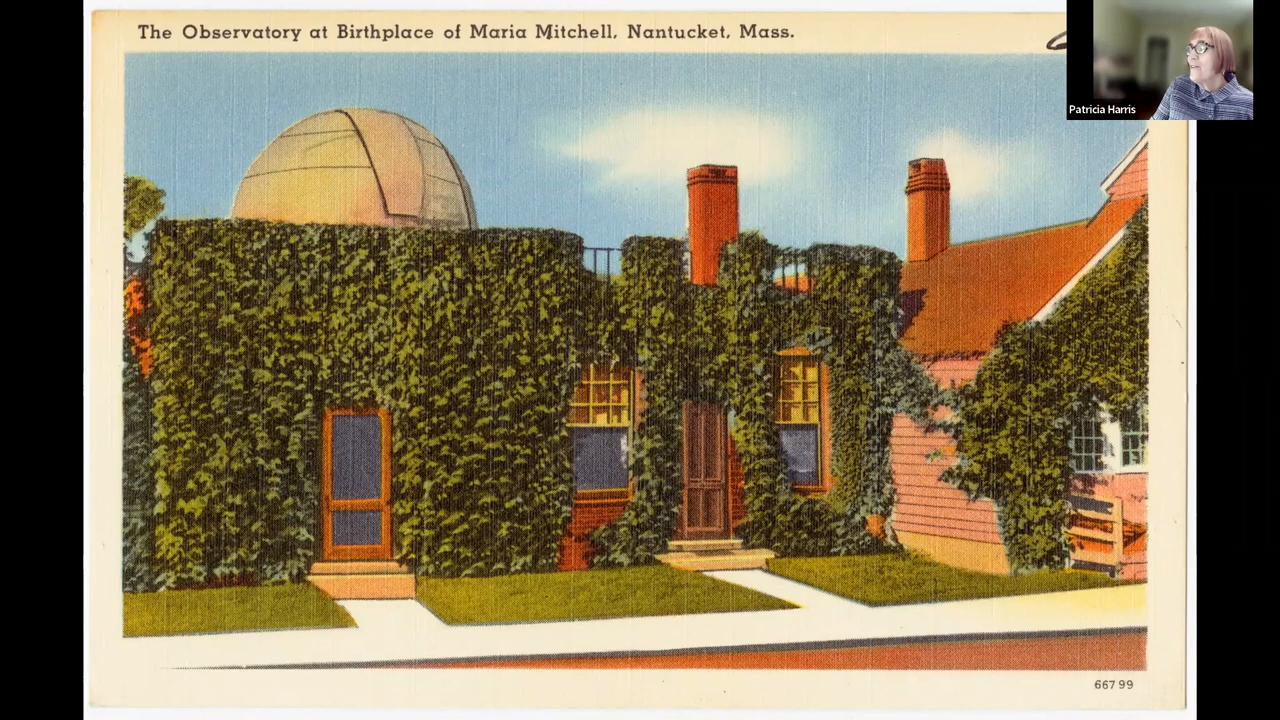 The Observatory at Birthplace of Maria Mitchell, Nantucket, Mass.
Patricia Harris
667 99